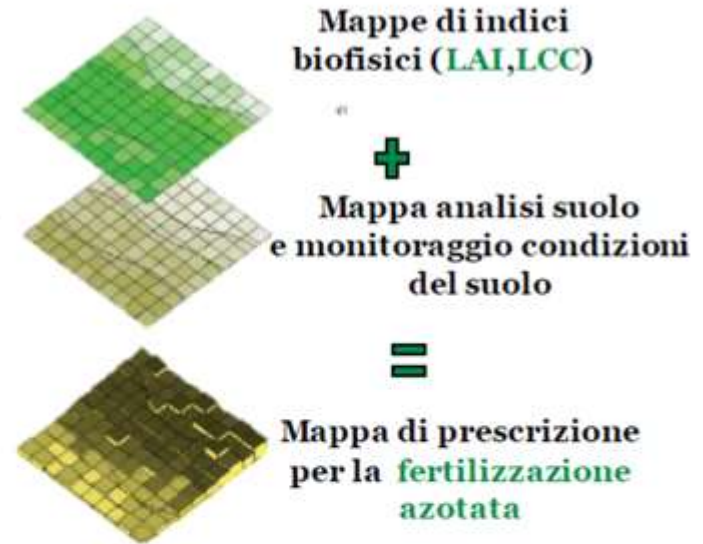 Mappe di indici
biofisici (LAI,LCC)
Mappa analisi suolo
e monitoraggio condizioni
del suolo
Mappa di prescrizione
per la fertilizzazione
azotata